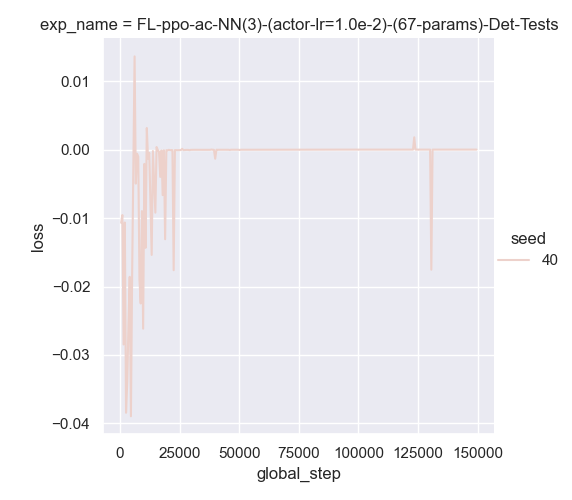 exp_name = FL-ppo-ac-NN(3)-(actor-lr=1.0e-2)-(67-params)-Det-Tests
0.01
0.00
−0.01
−0.02
−0.03
−0.04
loss
0 25000 50000 75000 100000 125000 150000
global_step
seed
40